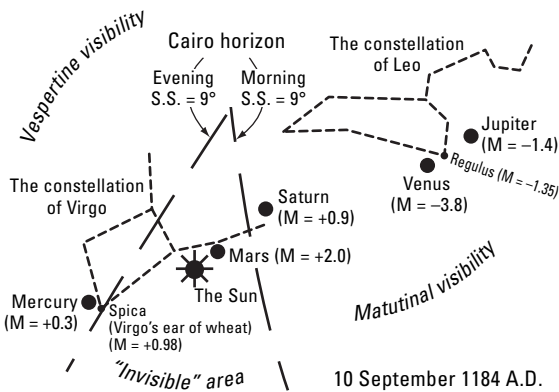 Vespertine visibility
Cairo horizon
Evening
S.S. = 9°
Morning
S.S. = 9°
The constellation
of Leo
Jupiter
(M = –1.4)
Regulus (M = –1.35)
Venus
(M = –3.8)
The constellation
of Virgo
Saturn
(M = +0.9)
Mars (M = +2.0)
The Sun
Mercury
(M = +0.3)
Spica
(Virgo's ear of wheat)
(M = +0.98)
Matutinal visibility
"Invisible" area
10 September 1184 A.D.